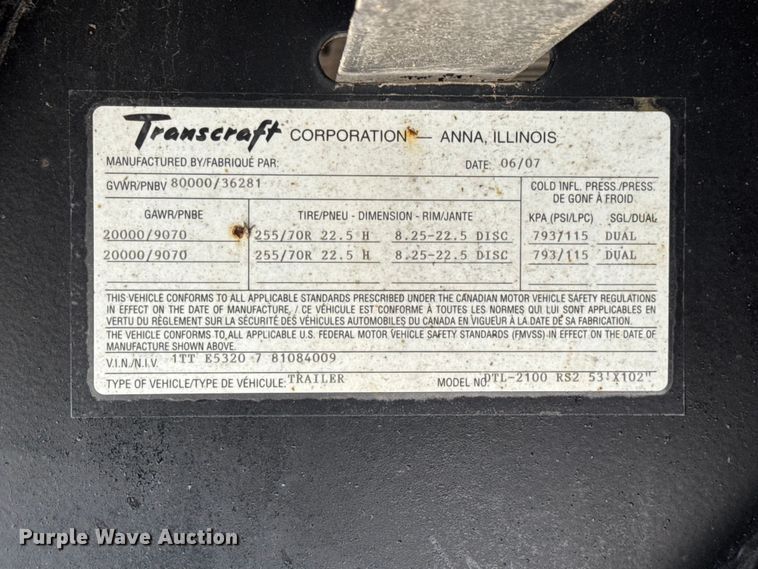 Transcraft CORPORATION — ANNA, ILLINOIS
MANUFACTURED BY/FABRIQUÉ PAR: DATE: 06/07
GVWR/PNBV 80000/36281
COLD INFL. PRESS./PRESS. DE GONF À FROID
GAWR/PNBE TIRE/PNEU - DIMENSION - RIM/JANTE KPA (PSI/LPC) SGL/DUAL
20000/9070 255/70R 22.5 H 8.25-22.5 DISC 793/115 DUAL
20000/9070 255/70R 22.5 H 8.25-22.5 DISC 793/115 DUAL
THIS VEHICLE CONFORMS TO ALL APPLICABLE STANDARDS PRESCRIBED UNDER THE CANADIAN MOTOR VEHICLE SAFETY REGULATIONS
IN EFFECT ON THE DATE OF MANUFACTURE, / CE VÉHICULE EST CONFORME À TOUTES LES NORMES QUI LUI SONT APPLICABLES EN
VERTU DU RÈGLEMENT SUR LA SÉCURITÉ DES VÉHICULES AUTOMOBILES DU CANADA EN VIGUEUR À LA DATE DE SA FABRICATION.
THIS VEHICLE CONFORMS TO ALL APPLICABLE U.S. FEDERAL MOTOR VEHICLE SAFETY STANDARDS (FMVSS) IN EFFECT ON THE DATE OF
MANUFACTURE SHOWN ABOVE.
V.I.N./N.I.V. 1TT E5320 7 81084009
TYPE OF VEHICLE/TYPE DE VÉHICULE: TRAILER MODEL NO. DTL-2100 RS2 53'X102"
Purple Wave Auction